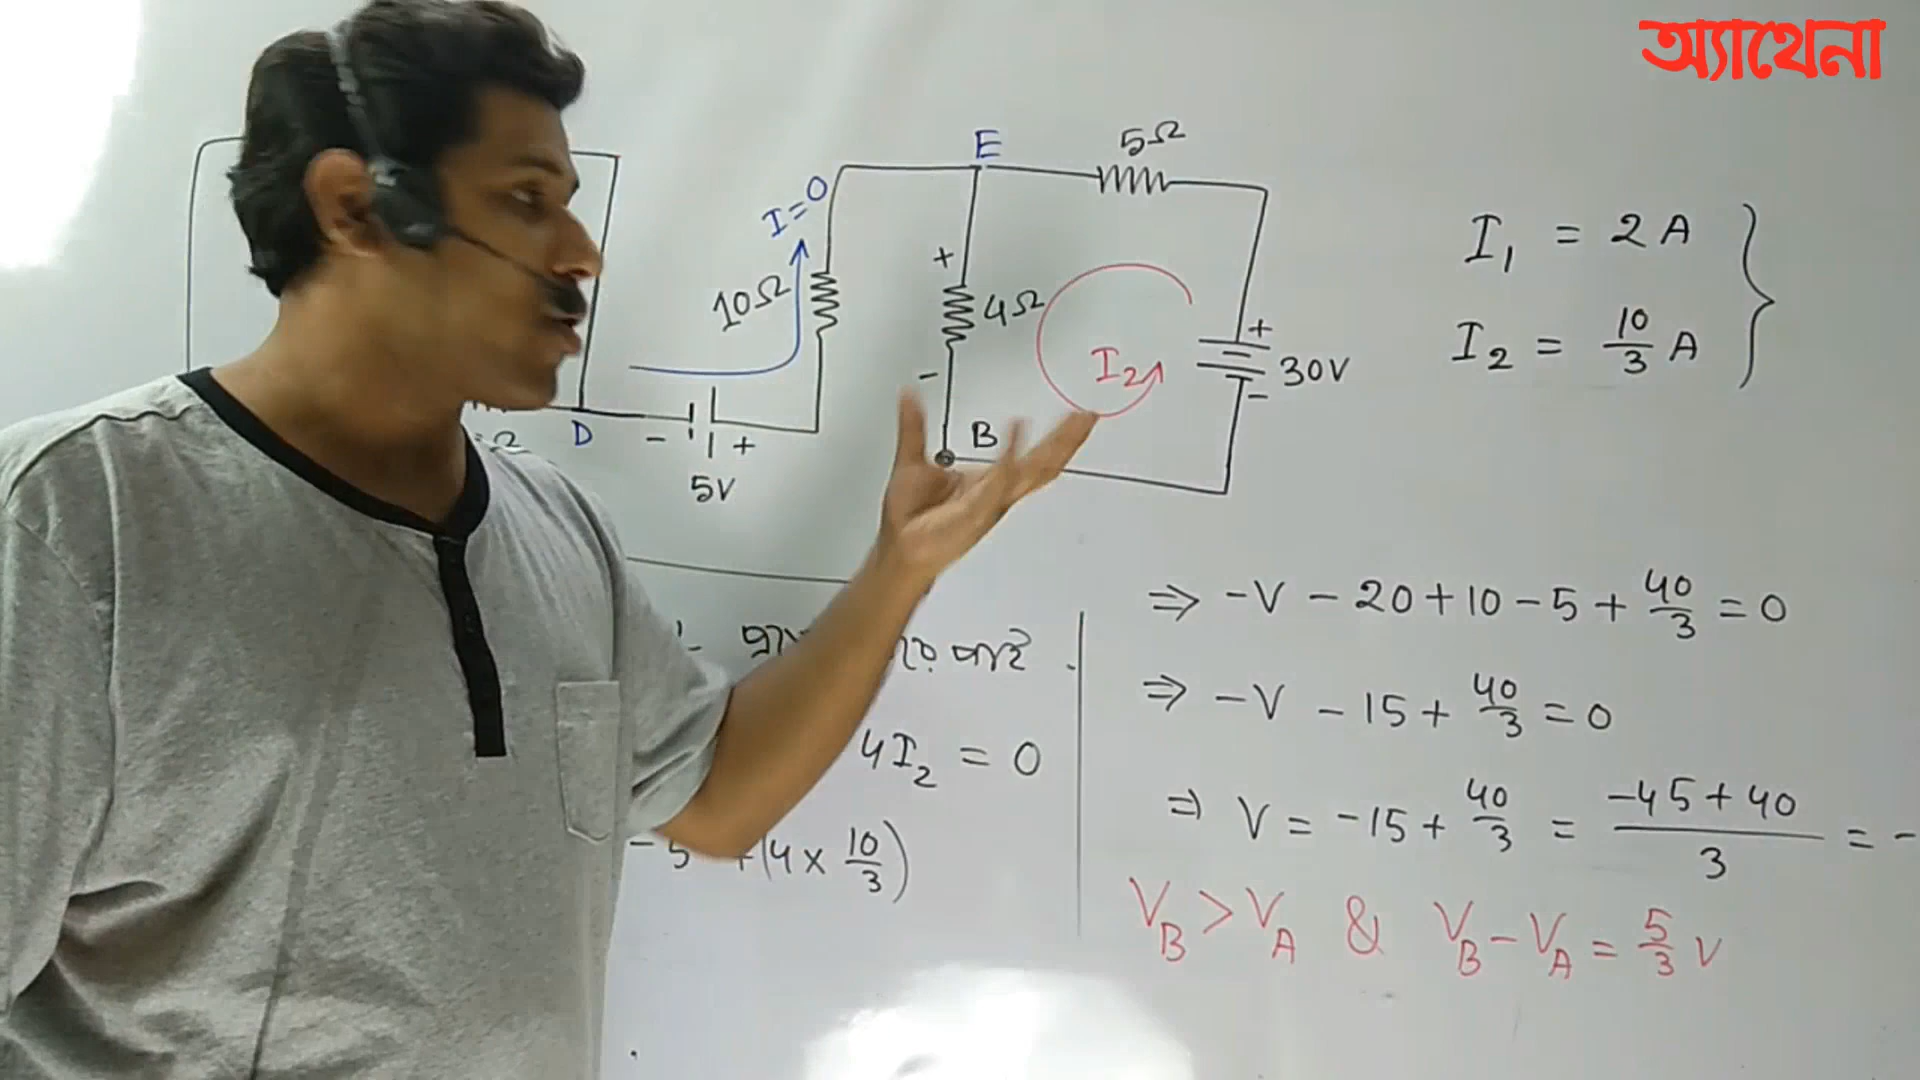 অ্যাথেনা
E
5Ω
I=0
10Ω
+
4Ω
-
I₂
+
30V
-
B
D
-
+
5V
I₁ = 2 A
I₂ = 10/3 A
4I₂ = 0
- 5 + (4 × 10/3)
⇒ -V - 20 + 10 - 5 + 40/3 = 0
⇒ -V - 15 + 40/3 = 0
⇒ V = -15 + 40/3 = (-45 + 40)/3 = -
V_B > V_A & V_B - V_A = 5/3 V